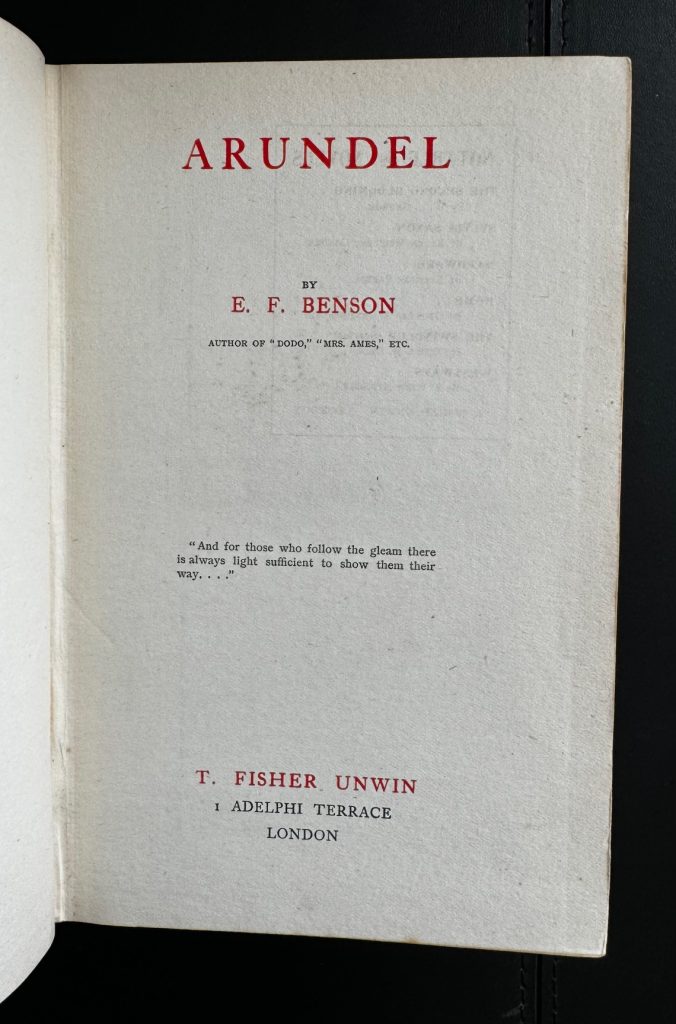 ARUNDEL
BY
E. F. BENSON
AUTHOR OF "DODO," "MRS. AMES," ETC.
"And for those who follow the gleam there
is always light sufficient to show them their
way. . . ."
T. FISHER UNWIN
1 ADELPHI TERRACE
LONDON